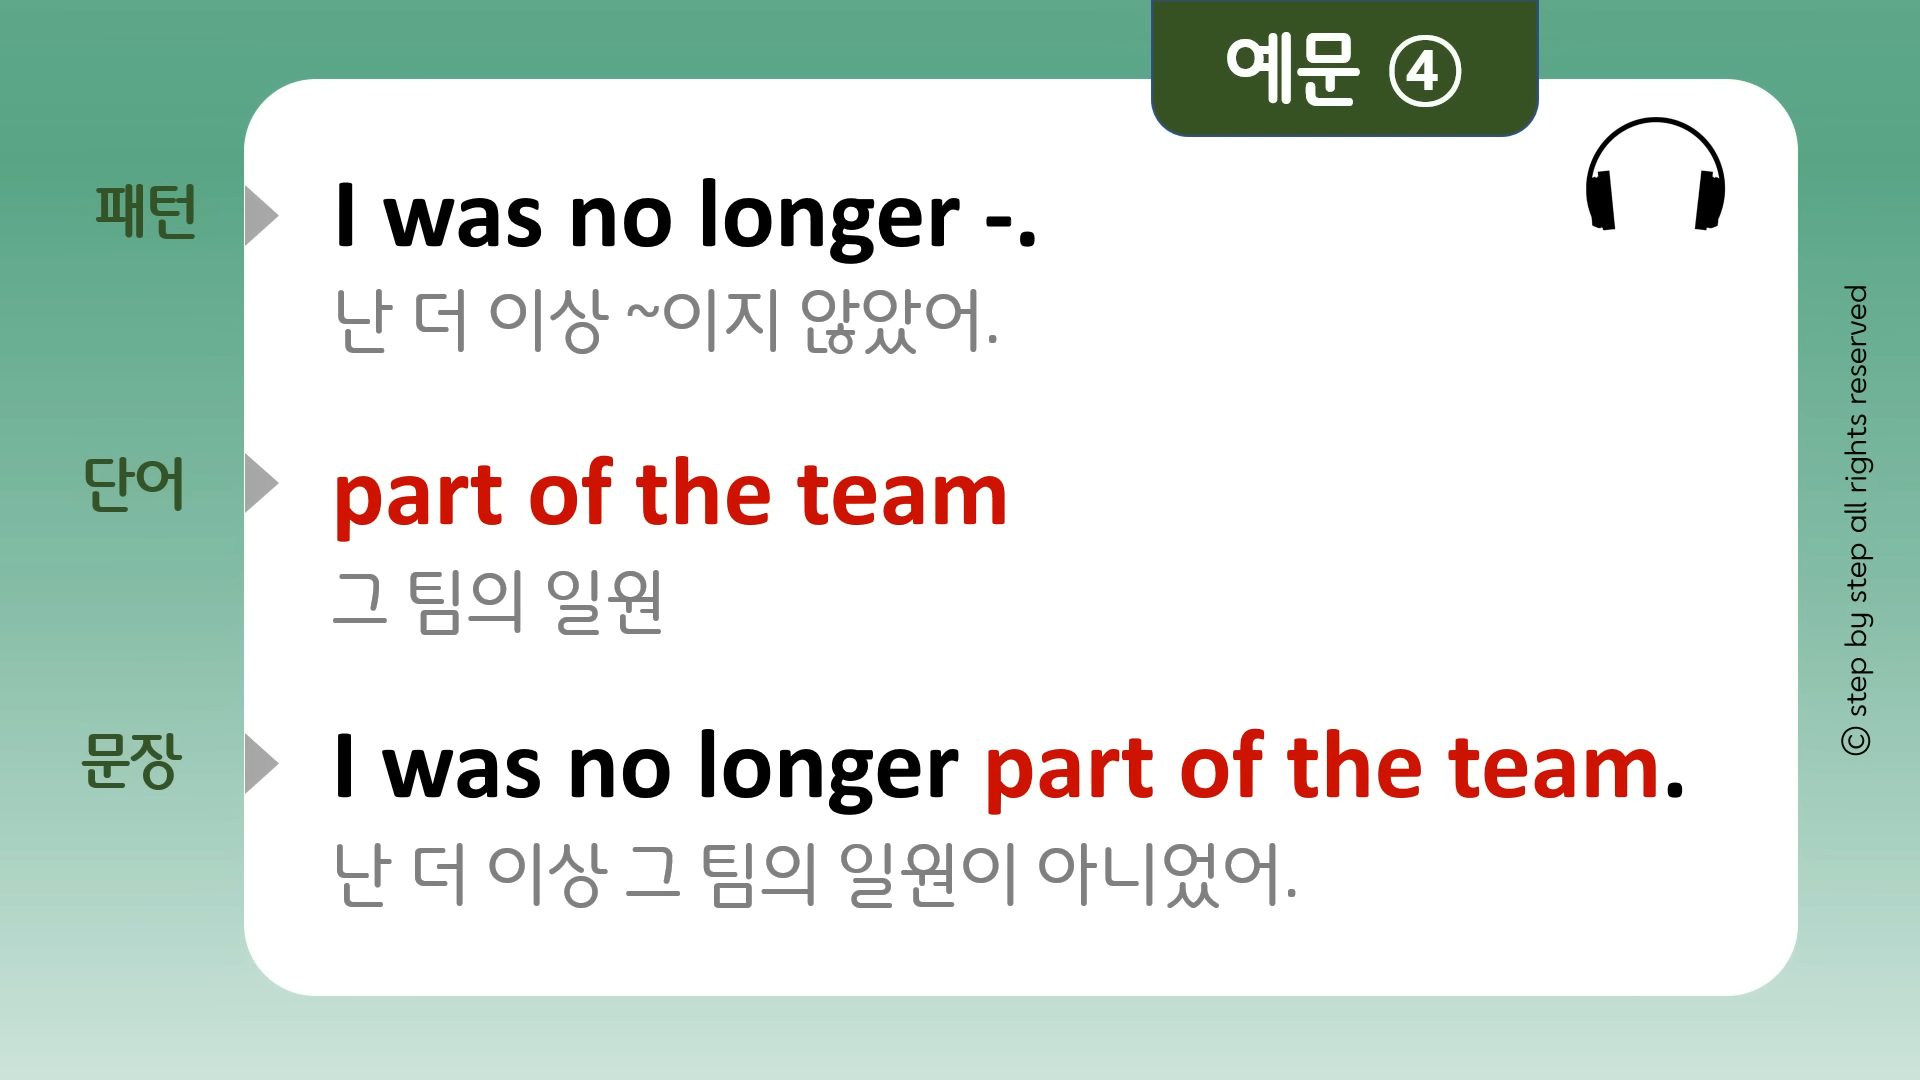 예문 ④
패턴
I was no longer -.
난 더 이상 ~이지 않았어.
단어
part of the team
그 팀의 일원
문장
I was no longer part of the team.
난 더 이상 그 팀의 일원이 아니었어.
© step by step all rights reserved